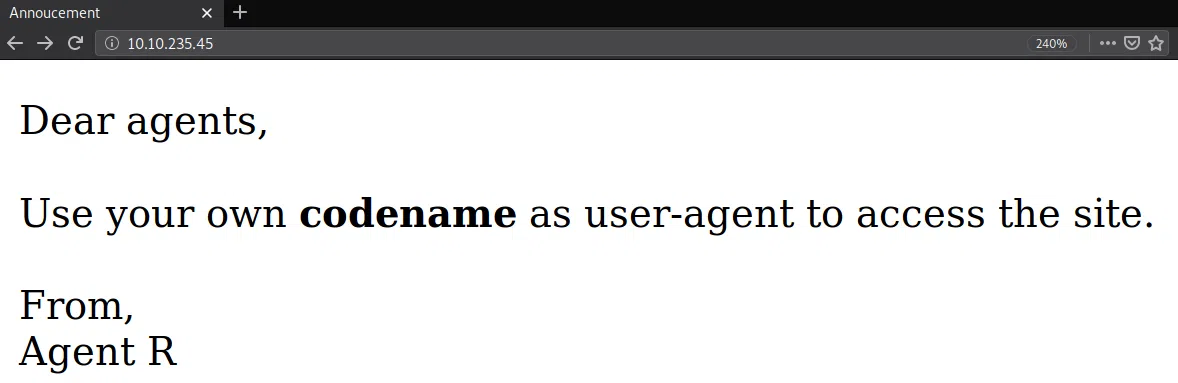 Annoucement
10.10.235.45
240%
Dear agents,
Use your own codename as user-agent to access the site.
From,
Agent R